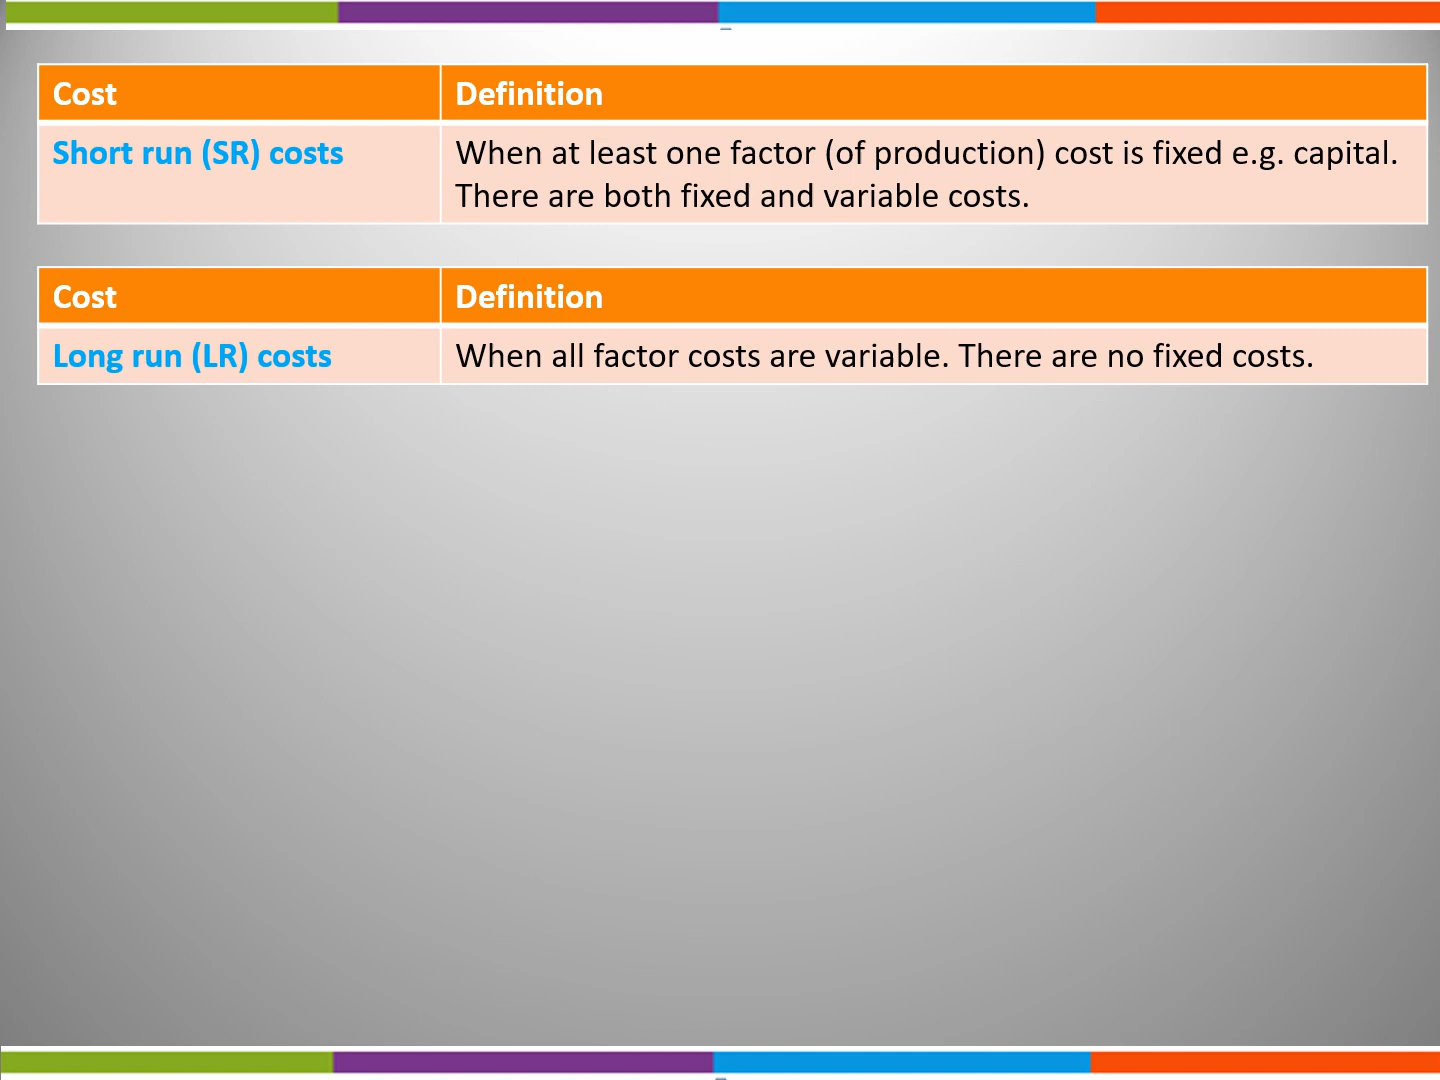 Cost
Definition
Short run (SR) costs
When at least one factor (of production) cost is fixed e.g. capital.
There are both fixed and variable costs.
Cost
Definition
Long run (LR) costs
When all factor costs are variable. There are no fixed costs.